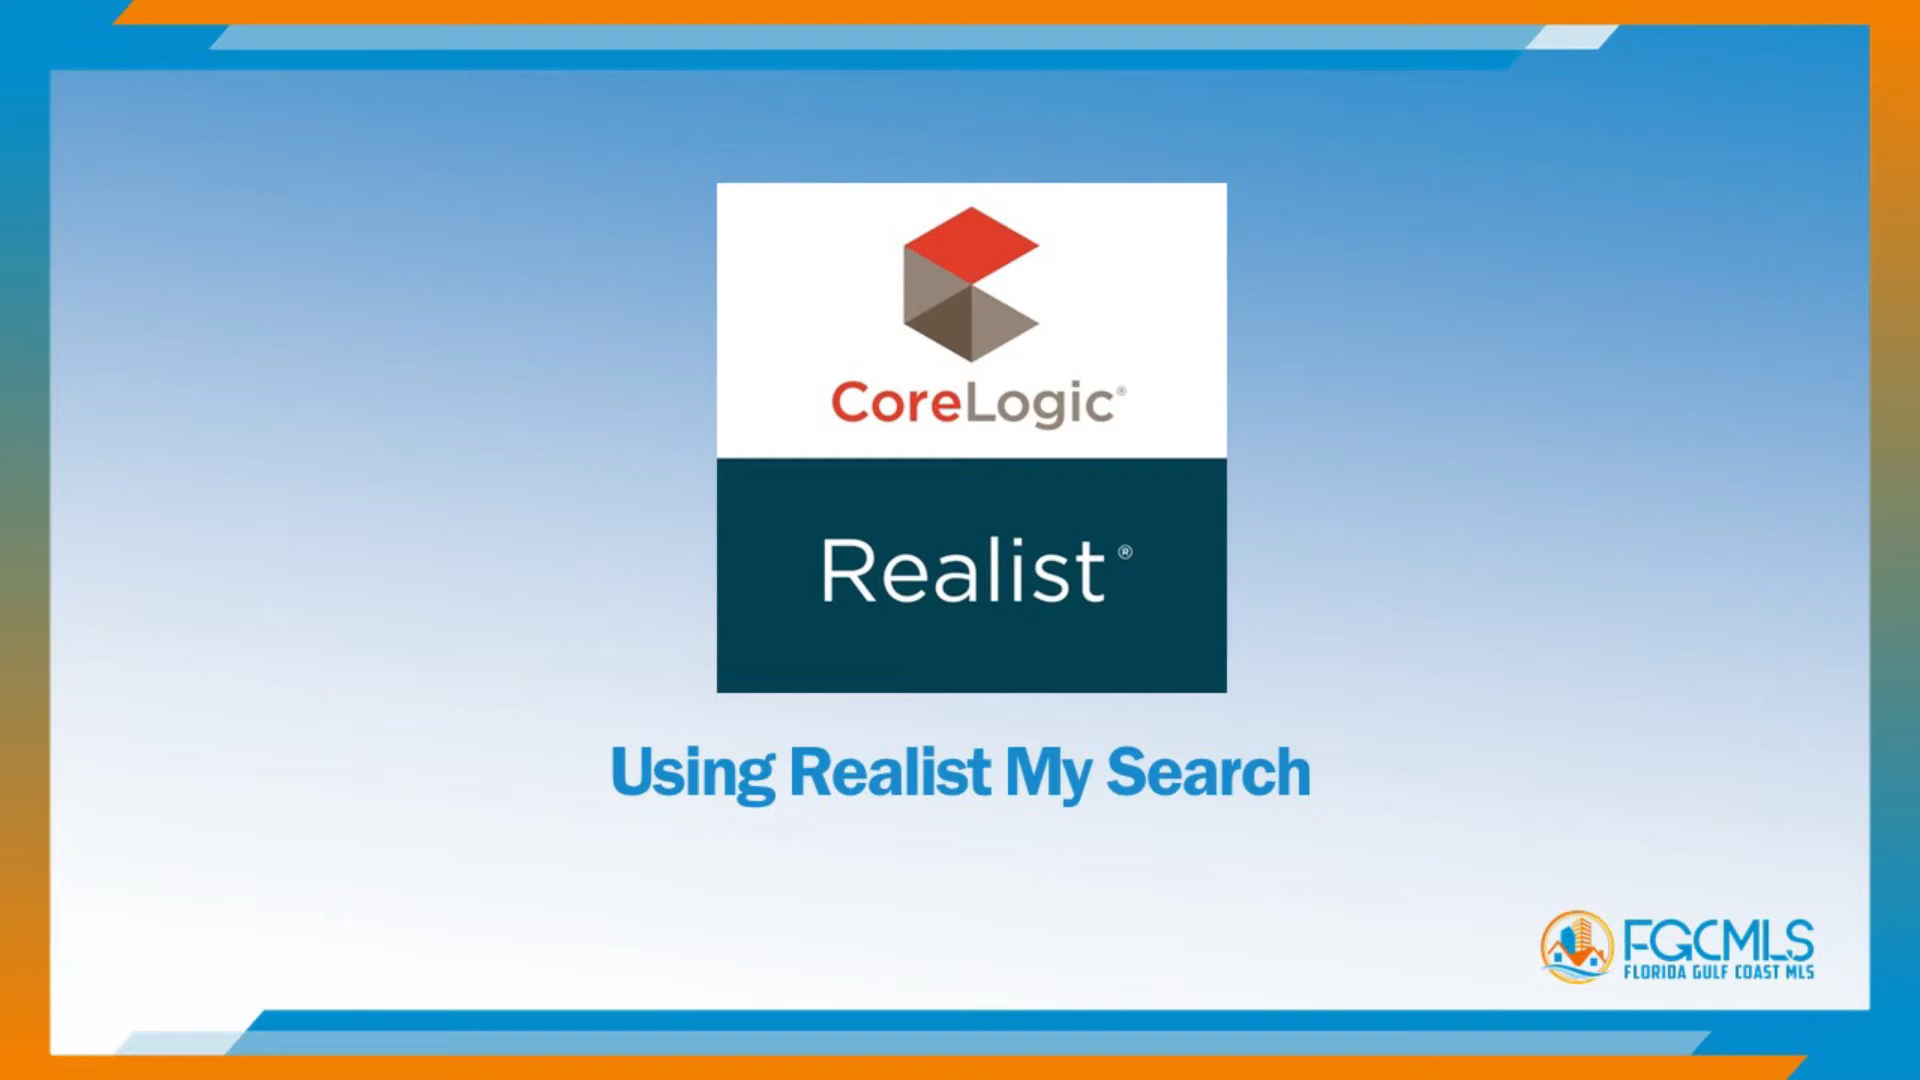 CoreLogic®
Realist®
Using Realist My Search
FGCMLS
FLORIDA GULF COAST MLS